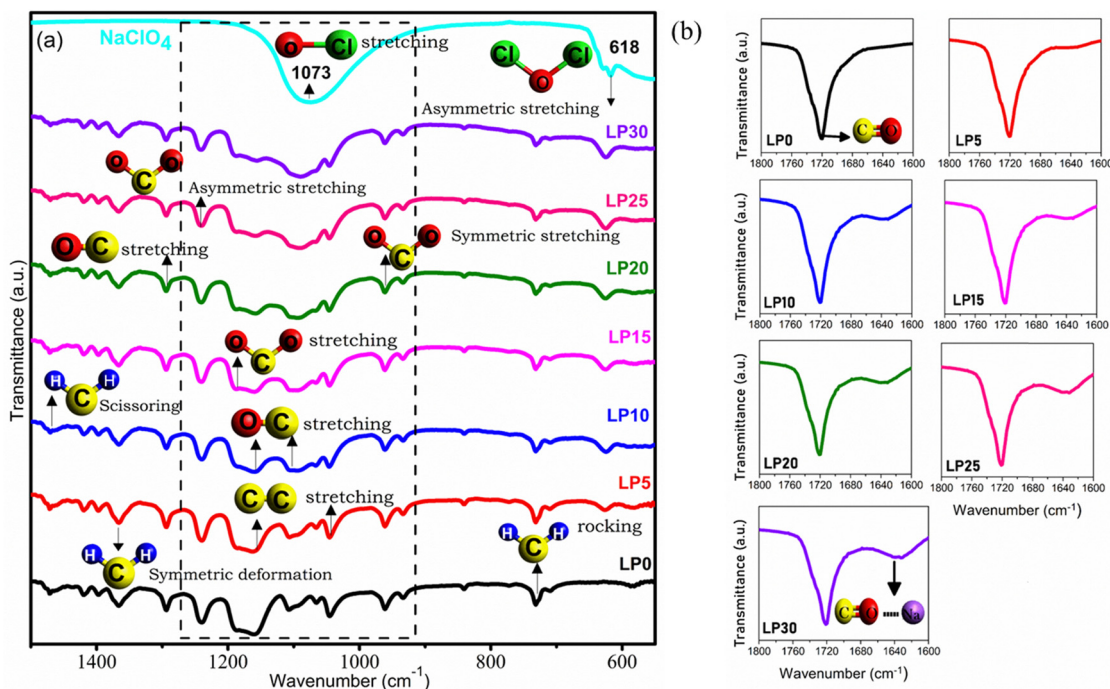 (a)
NaClO4
O Cl stretching
1073
Cl Cl
O
618
Asymmetric stretching
LP30
O O
C
Asymmetric stretching
LP25
O C stretching
O O
C
Symmetric stretching
LP20
O O
C
stretching
LP15
H H
C
Scissoring
O C stretching
LP10
C C stretching
LP5
H H
C
rocking
H H
C
Symmetric deformation
LP0
Transmittance (a.u.)
1400 1200 1000 800 600
Wavenumber (cm-1)
(b)
Transmittance (a.u.)
LP0
C O
1800 1760 1720 1680 1640 1600
Transmittance (a.u.)
LP5
1800 1760 1720 1680 1640 1600
Transmittance (a.u.)
LP10
1800 1760 1720 1680 1640 1600
LP15
1800 1760 1720 1680 1640 1600
Transmittance (a.u.)
LP20
1800 1760 1720 1680 1640 1600
LP25
1800 1760 1720 1680 1640 1600
Wavenumber (cm-1)
Transmittance (a.u.)
LP30
C O Na
1800 1760 1720 1680 1640 1600
Wavenumber (cm-1)